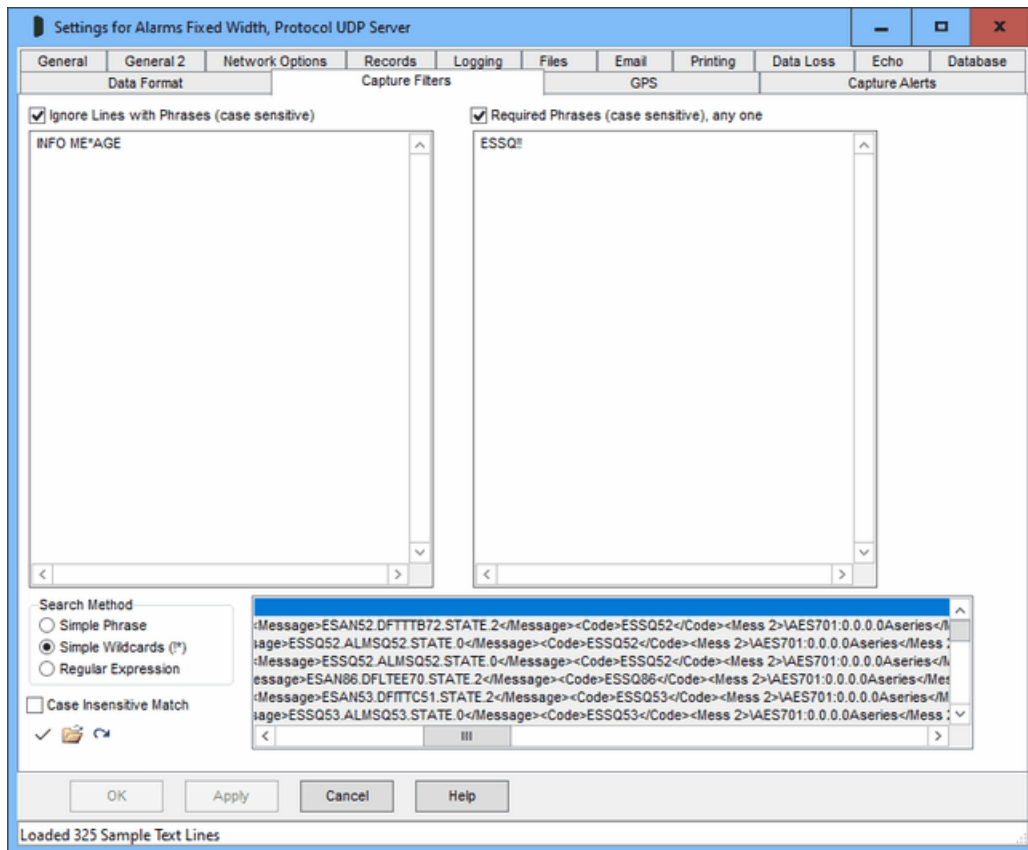 Settings for Alarms Fixed Width, Protocol UDP Server
General General 2 Network Options Records Logging Files Email Printing Data Loss Echo Database
Data Format Capture Filters GPS Capture Alerts
Ignore Lines with Phrases (case sensitive)
Required Phrases (case sensitive), any one
INFO ME*AGE
ESSQ!!
Search Method
Simple Phrase
Simple Wildcards (!*)
Regular Expression
Case Insensitive Match
<Message>ESAN52.DFTTTB72.STATE.2</Message><Code>ESSQ52</Code><Mess 2>\AES701:0.0.0.0Aseries</M
sage>ESSQ52.ALMSQ52.STATE.0</Message><Code>ESSQ52</Code><Mess 2>\AES701:0.0.0.0Aseries</Mess 2
<Message>ESSQ52.ALMSQ52.STATE.0</Message><Code>ESSQ52</Code><Mess 2>\AES701:0.0.0.0Aseries</M
essage>ESAN86.DFLTEE70.STATE.2</Message><Code>ESSQ86</Code><Mess 2>\AES701:0.0.0.0Aseries</Mes
<Message>ESAN53.DFITTC51.STATE.2</Message><Code>ESSQ53</Code><Mess 2>\AES701:0.0.0.0Aseries</M
sage>ESSQ53.ALMSQ53.STATE.0</Message><Code>ESSQ53</Code><Mess 2>\AES701:0.0.0.0Aseries</Mess 2
OK Apply Cancel Help
Loaded 325 Sample Text Lines